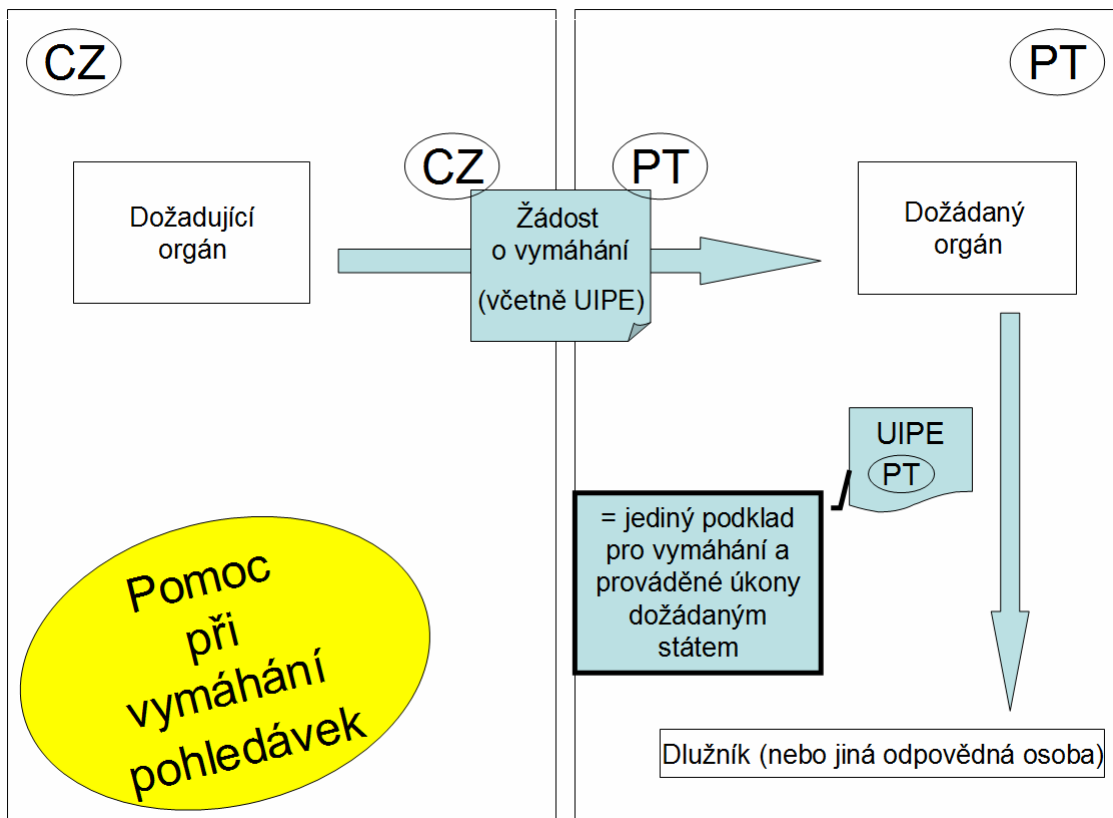 CZ
PT
CZ
PT
Dožadující
orgán
Žádost
o vymáhání
(včetně UIPE)
Dožádaný
orgán
UIPE
PT
= jediný podklad
pro vymáhání a
prováděné úkony
dožádaným
státem
Pomoc
při
vymáhání
pohledávek
Dlužník (nebo jiná odpovědná osoba)